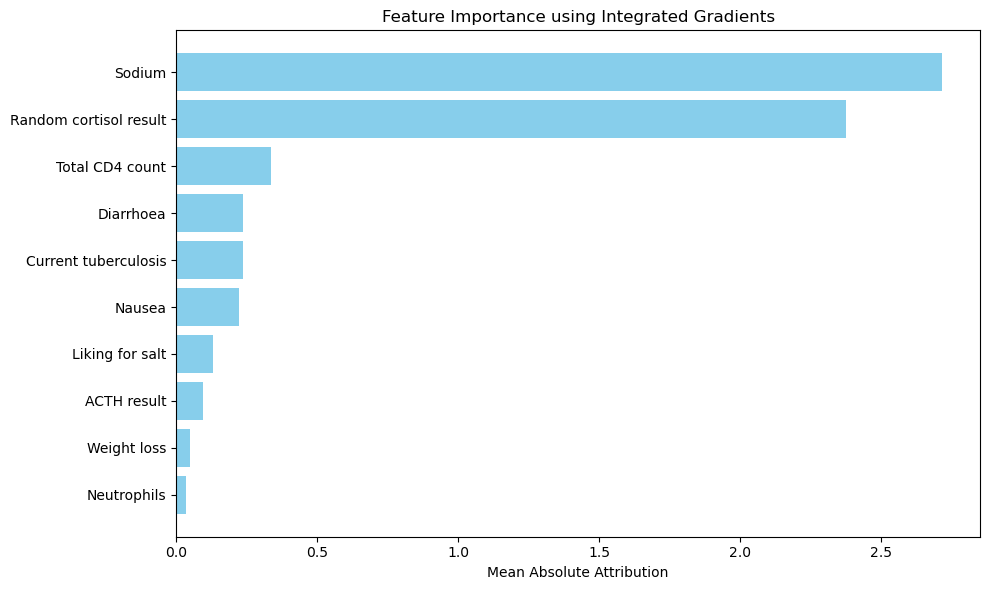 Feature Importance using Integrated Gradients
Sodium
Random cortisol result
Total CD4 count
Diarrhoea
Current tuberculosis
Nausea
Liking for salt
ACTH result
Weight loss
Neutrophils
0.0 0.5 1.0 1.5 2.0 2.5
Mean Absolute Attribution